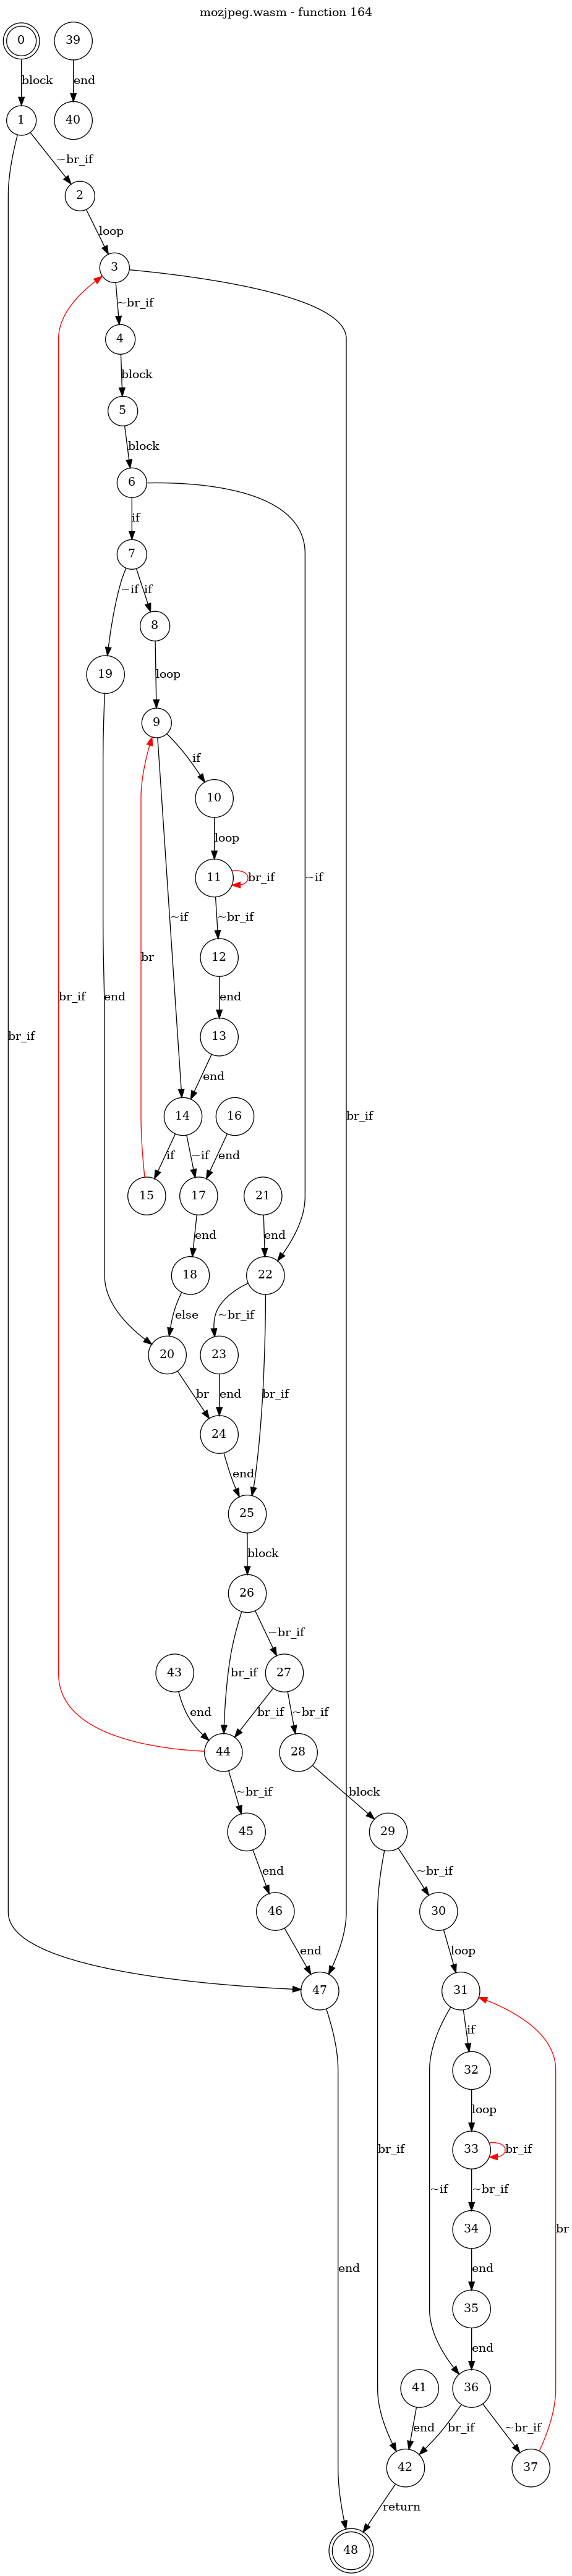 mozjpeg.wasm - function 164
0 39
block end
1 40
~br_if
2
loop
3
~br_if
4
block
5
block
6
if
7
~if if
8
19
loop
9
if
10
loop
11 br_if
~if
~if ~br_if
br 12
br_if end end
br_if 13
end
14 16 br_if
if ~if end
15 17 21
end end
18 22
else ~br_if
20 23
br end br_if
24
end
25
block
26
~br_if
43 br_if 27
end br_if ~br_if
44 28
~br_if block
45 29
end ~br_if
46 30
end loop
47 31
if
32
loop
br_if 33 br_if
~if ~br_if
br
34
end end
35
end
41 36
end br_if ~br_if
42 37
return
48